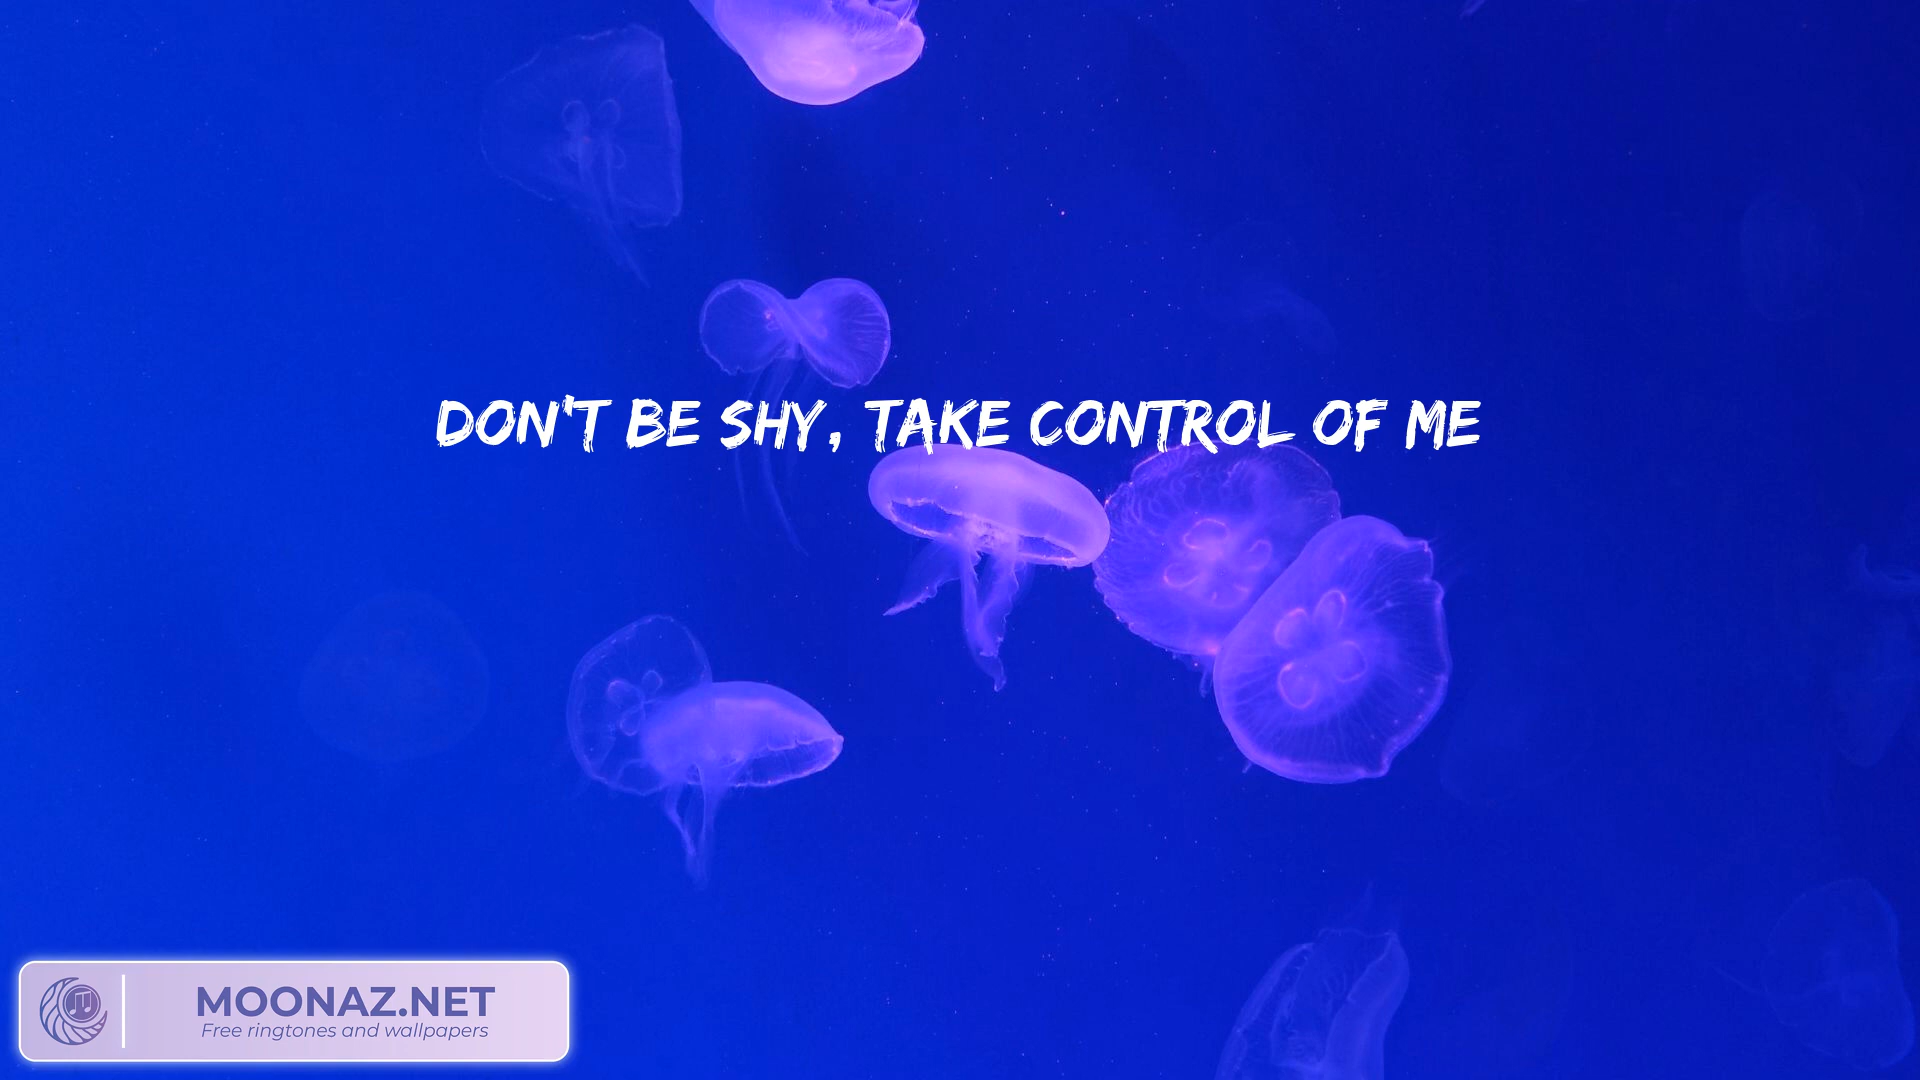 DON'T BE SHY, TAKE CONTROL OF ME
MOONAZ.NET
Free ringtones and wallpapers